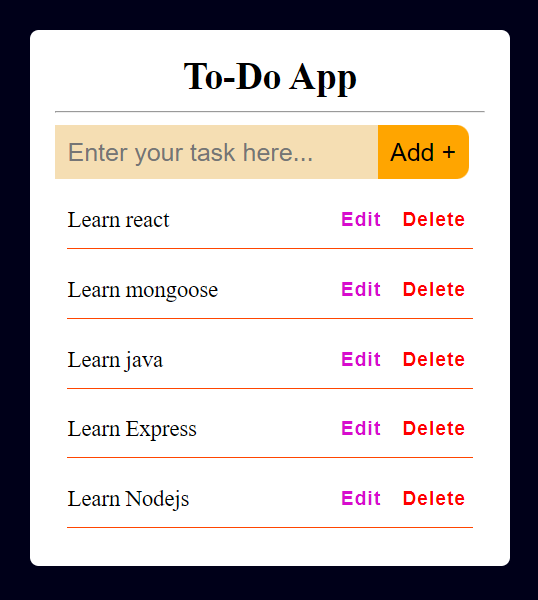 To-Do App
Enter your task here... Add +
Learn react Edit Delete
Learn mongoose Edit Delete
Learn java Edit Delete
Learn Express Edit Delete
Learn Nodejs Edit Delete